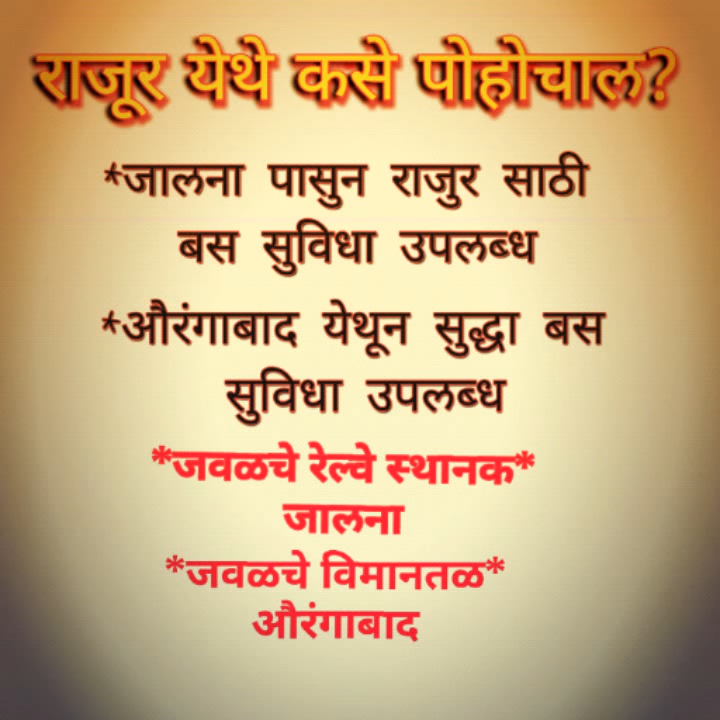 राजूर येथे कसे पोहोचाल?
*जालना पासुन राजुर साठी
बस सुविधा उपलब्ध
*औरंगाबाद येथून सुद्धा बस
सुविधा उपलब्ध
*जवळचे रेल्वे स्थानक*
जालना
*जवळचे विमानतळ*
औरंगाबाद